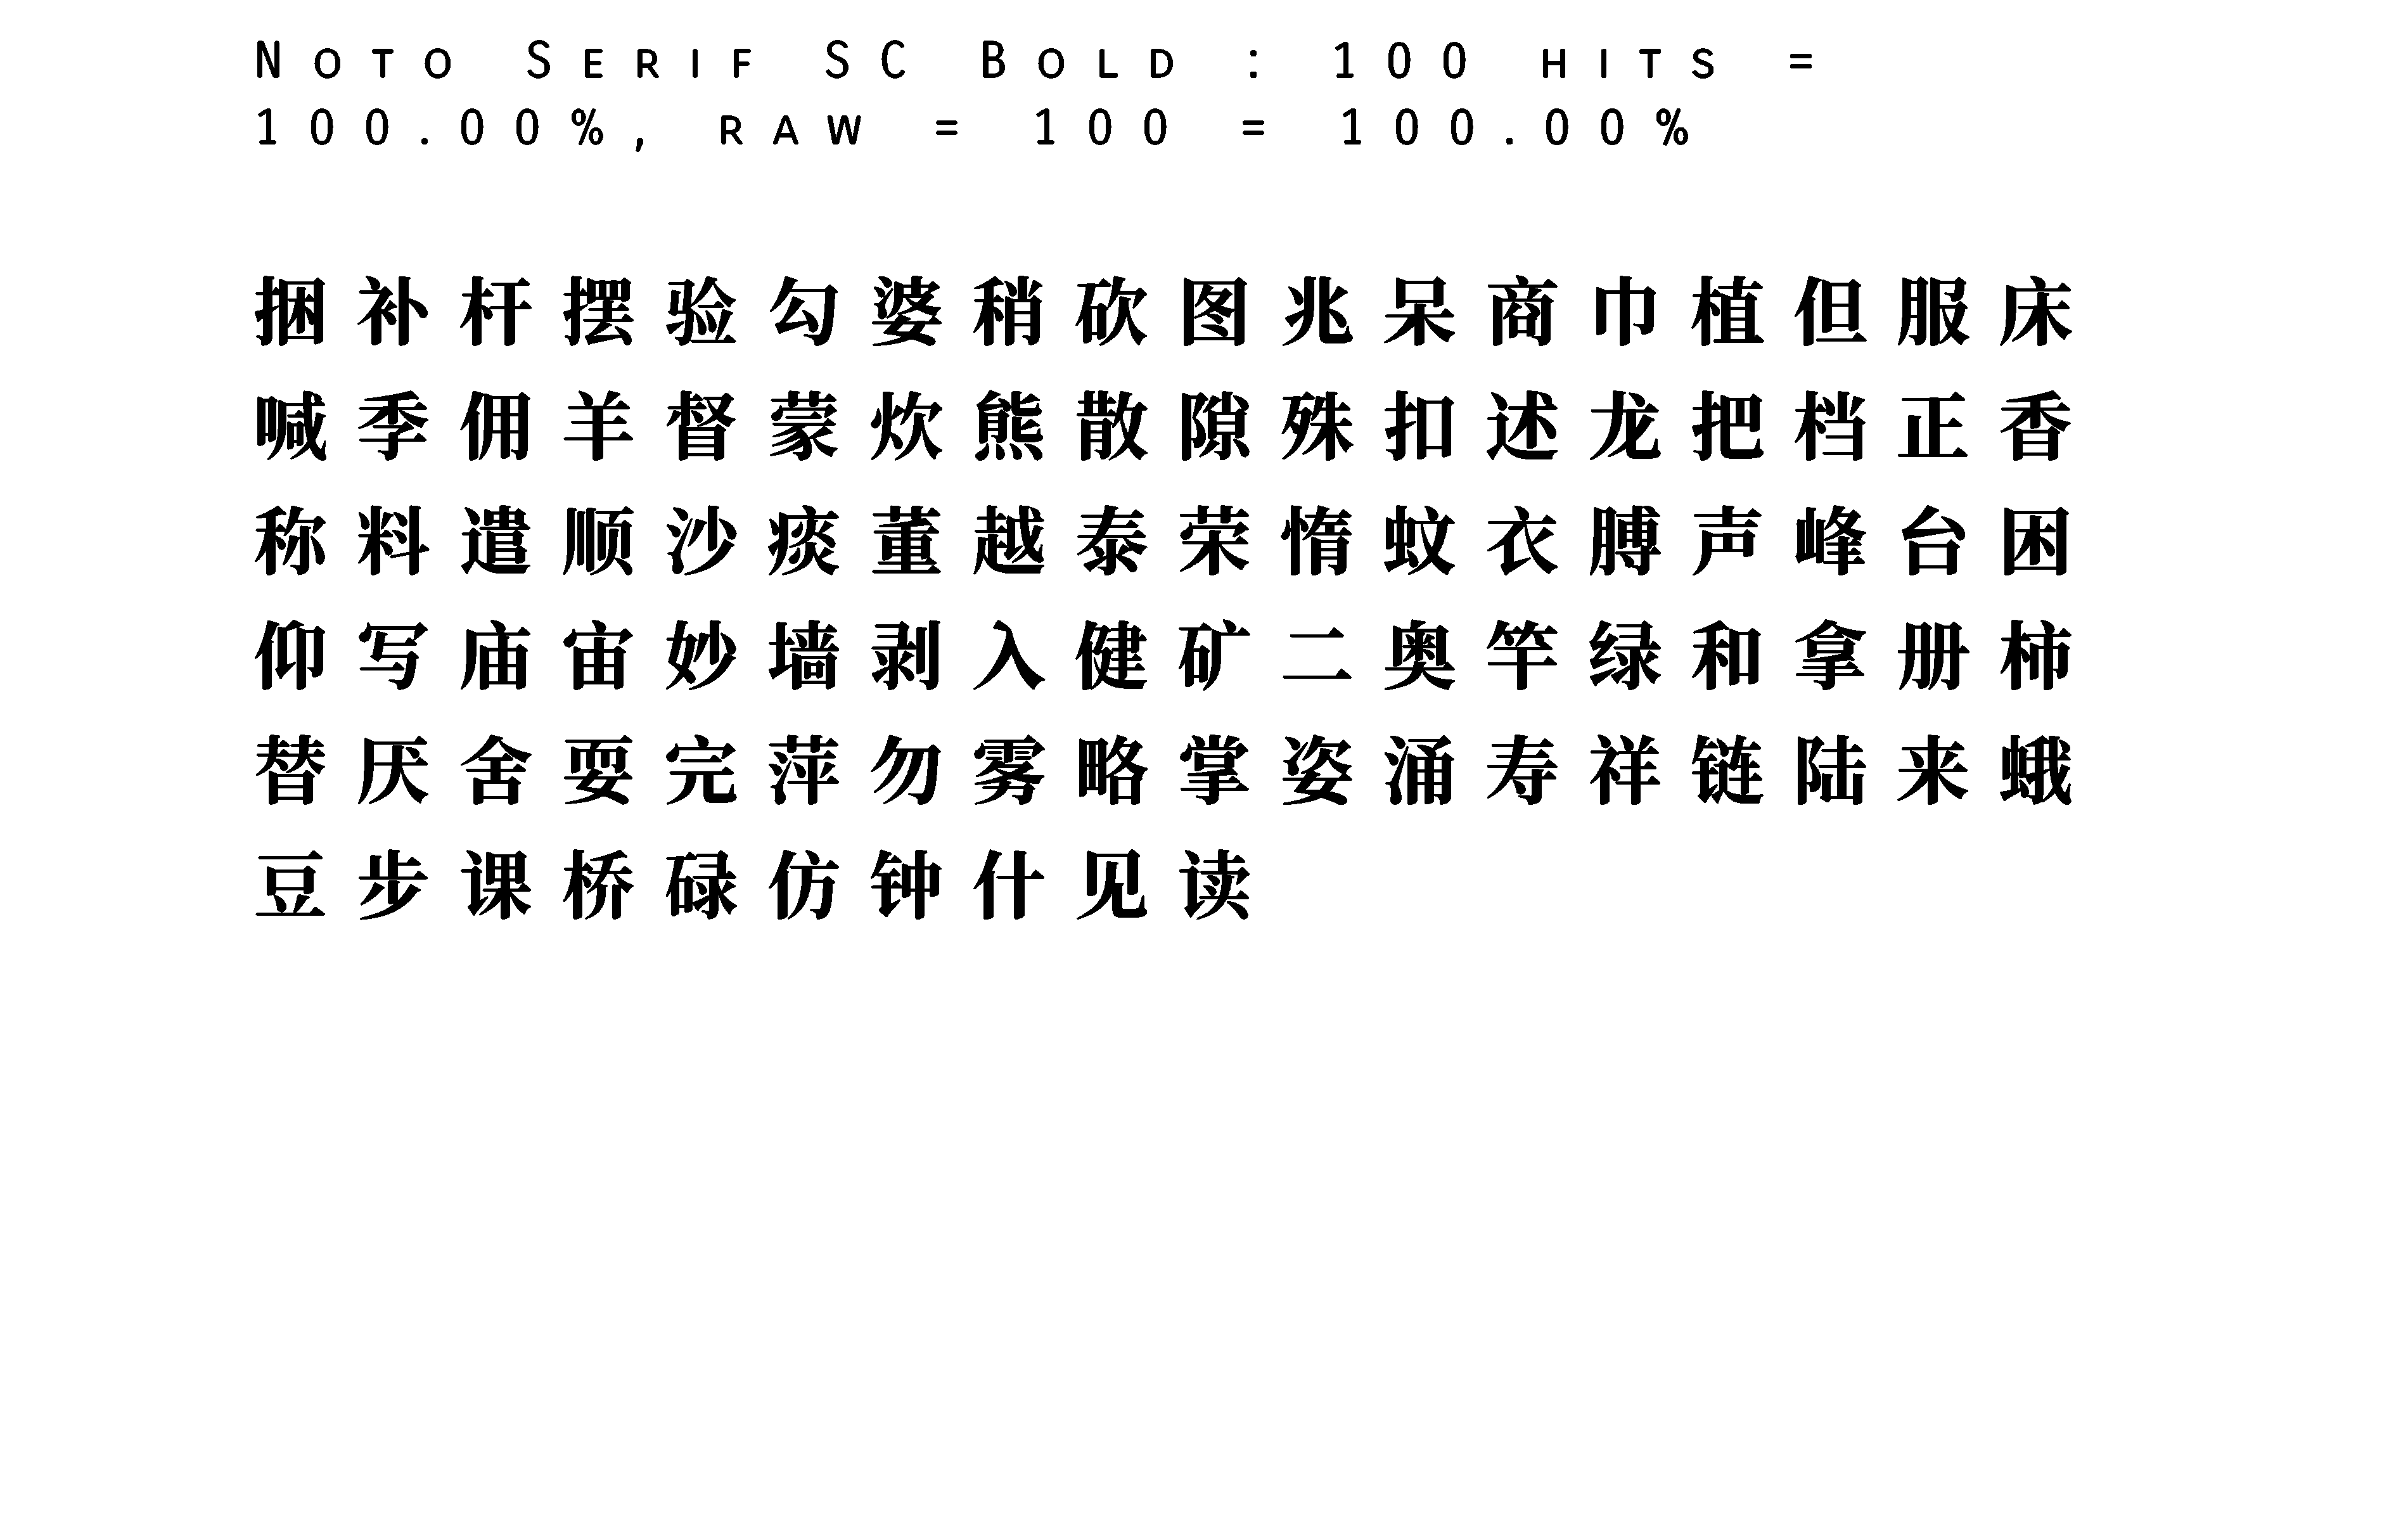 Noto Serif SC Bold : 100 hits =
100.00%, raw = 100 = 100.00%
捆补杆摆验勾婆稍砍图兆呆商巾植但服床
喊季佣羊督蒙炊熊散隙殊扣述龙把档正香
称料遣顺沙痰董越泰荣惰蚊衣膊声峰台困
仰写庙宙妙墙剥入健矿二奥竿绿和拿册柿
替厌舍耍完萍勿雾略掌姿涌寿祥链陆来蛾
豆步课桥碌仿钟什见读